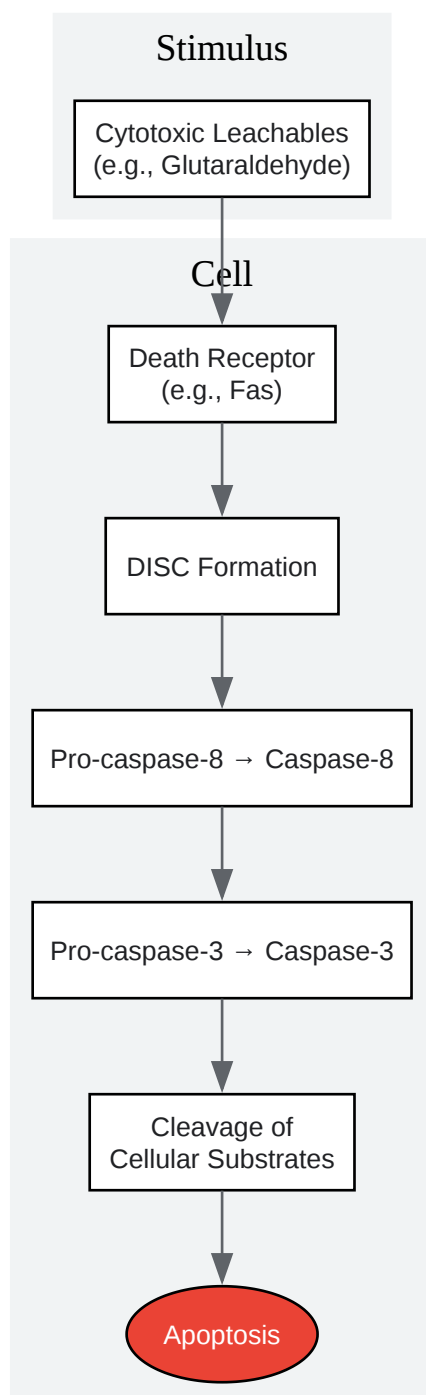 Stimulus
Cytotoxic Leachables
(e.g., Glutaraldehyde)
Cell
Death Receptor
(e.g., Fas)
DISC Formation
Pro-caspase-8 → Caspase-8
Pro-caspase-3 → Caspase-3
Cleavage of
Cellular Substrates
Apoptosis